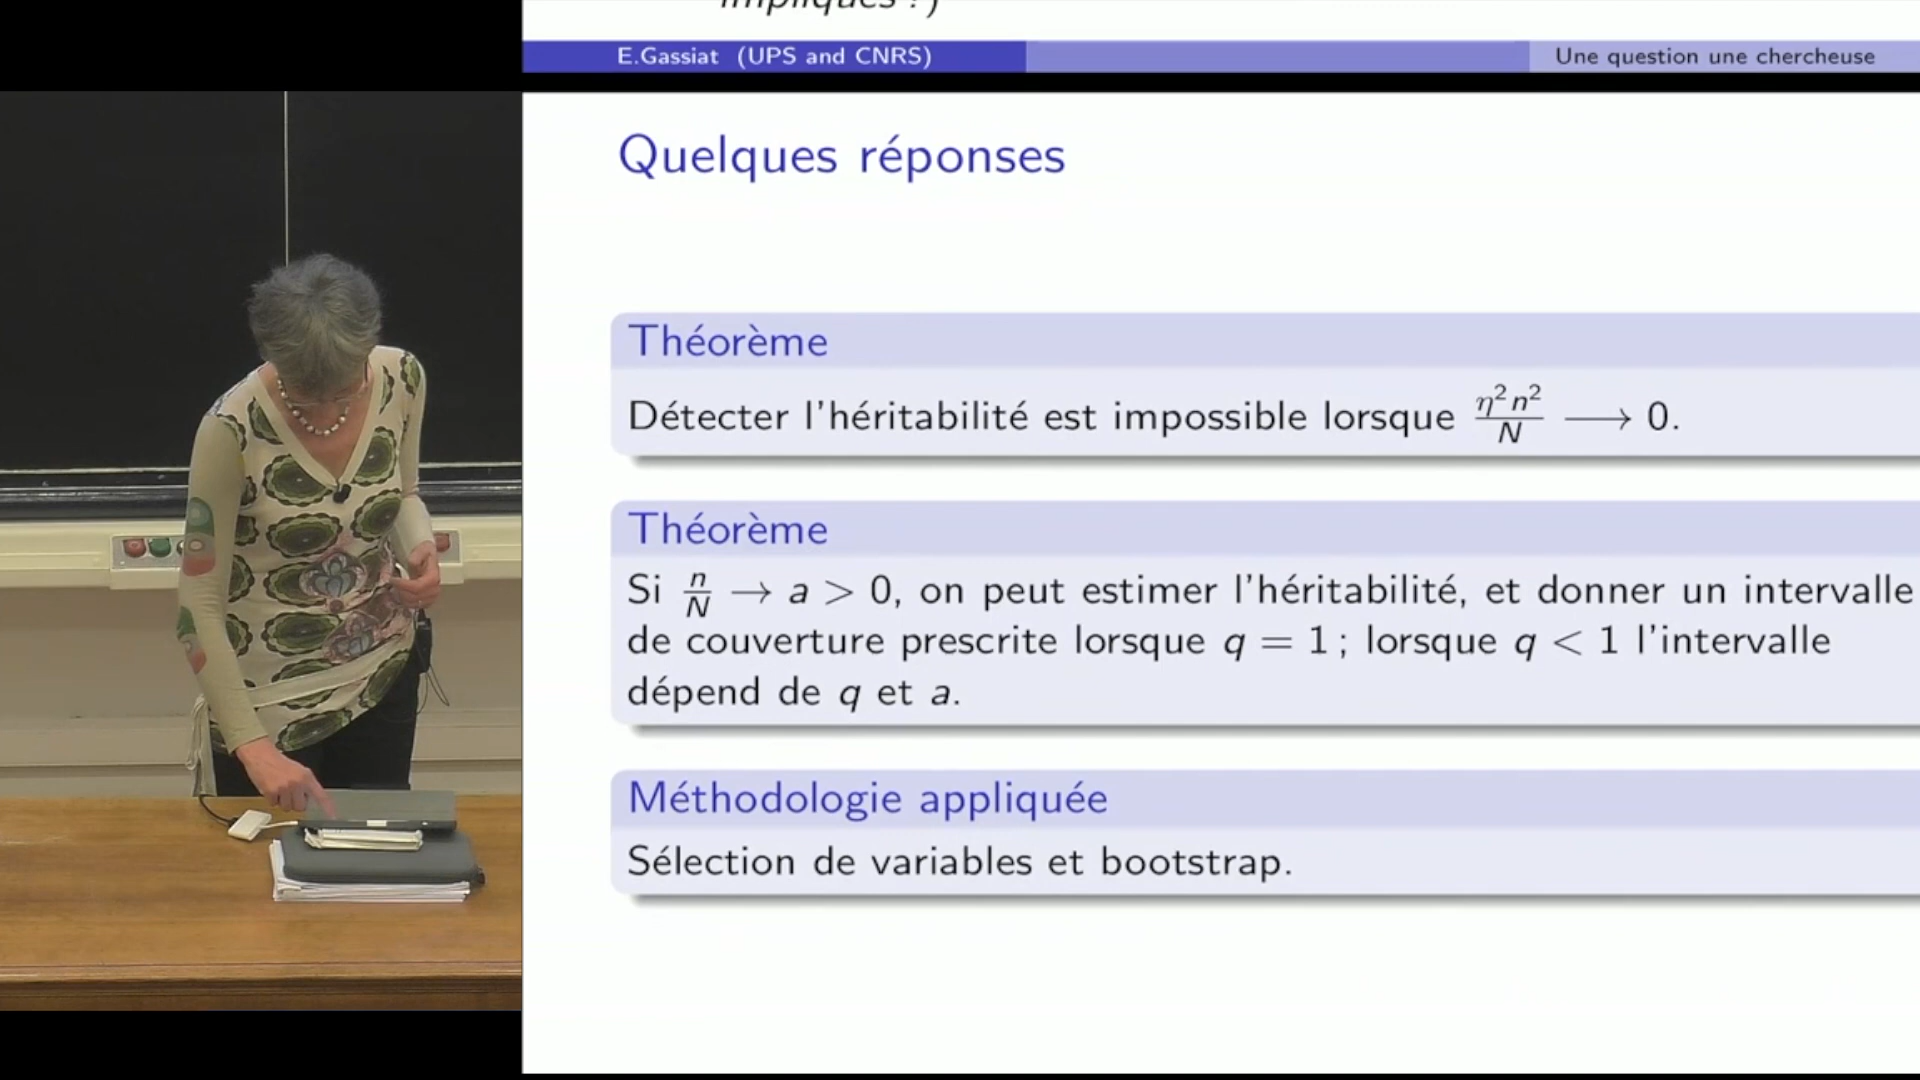 impliqués ?)
E.Gassiat (UPS and CNRS)
Une question une chercheuse
Quelques réponses
Théorème
Détecter l'héritabilité est impossible lorsque η²n²/N ⟶ 0.
Théorème
Si n/N → a > 0, on peut estimer l'héritabilité, et donner un intervalle
de couverture prescrite lorsque q = 1 ; lorsque q < 1 l'intervalle
dépend de q et a.
Méthodologie appliquée
Sélection de variables et bootstrap.